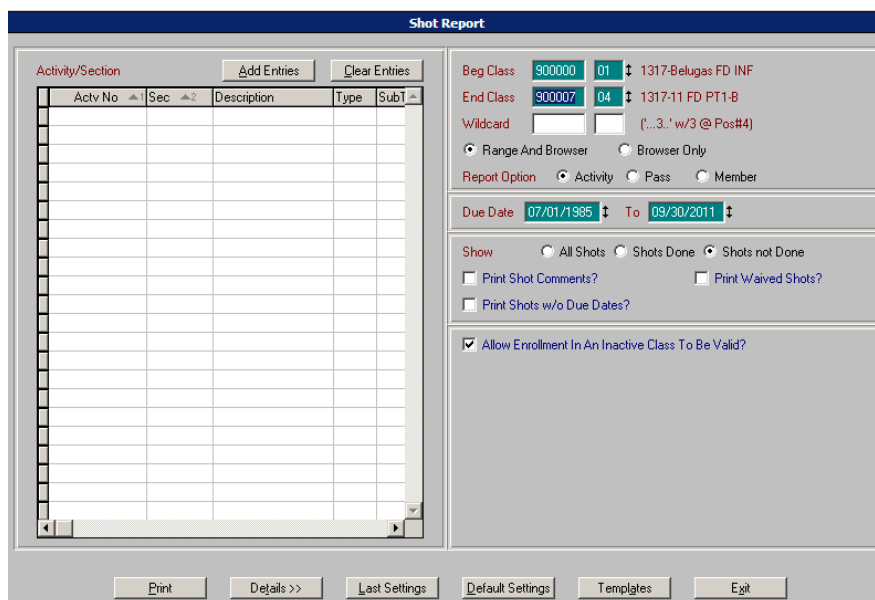 Shot Report
Activity/Section Add Entries Clear Entries
Actv No 1 Sec 2 Description Type SubT
Beg Class 900000 01 1317-Belugas FD INF
End Class 900007 04 1317-11 FD PT1-B
Wildcard ('...3..' w/3 @ Pos#4)
Range And Browser Browser Only
Report Option Activity Pass Member
Due Date 07/01/1985 To 09/30/2011
Show All Shots Shots Done Shots not Done
Print Shot Comments? Print Waived Shots?
Print Shots w/o Due Dates?
Allow Enrollment In An Inactive Class To Be Valid?
Print Details >> Last Settings Default Settings Templates Exit